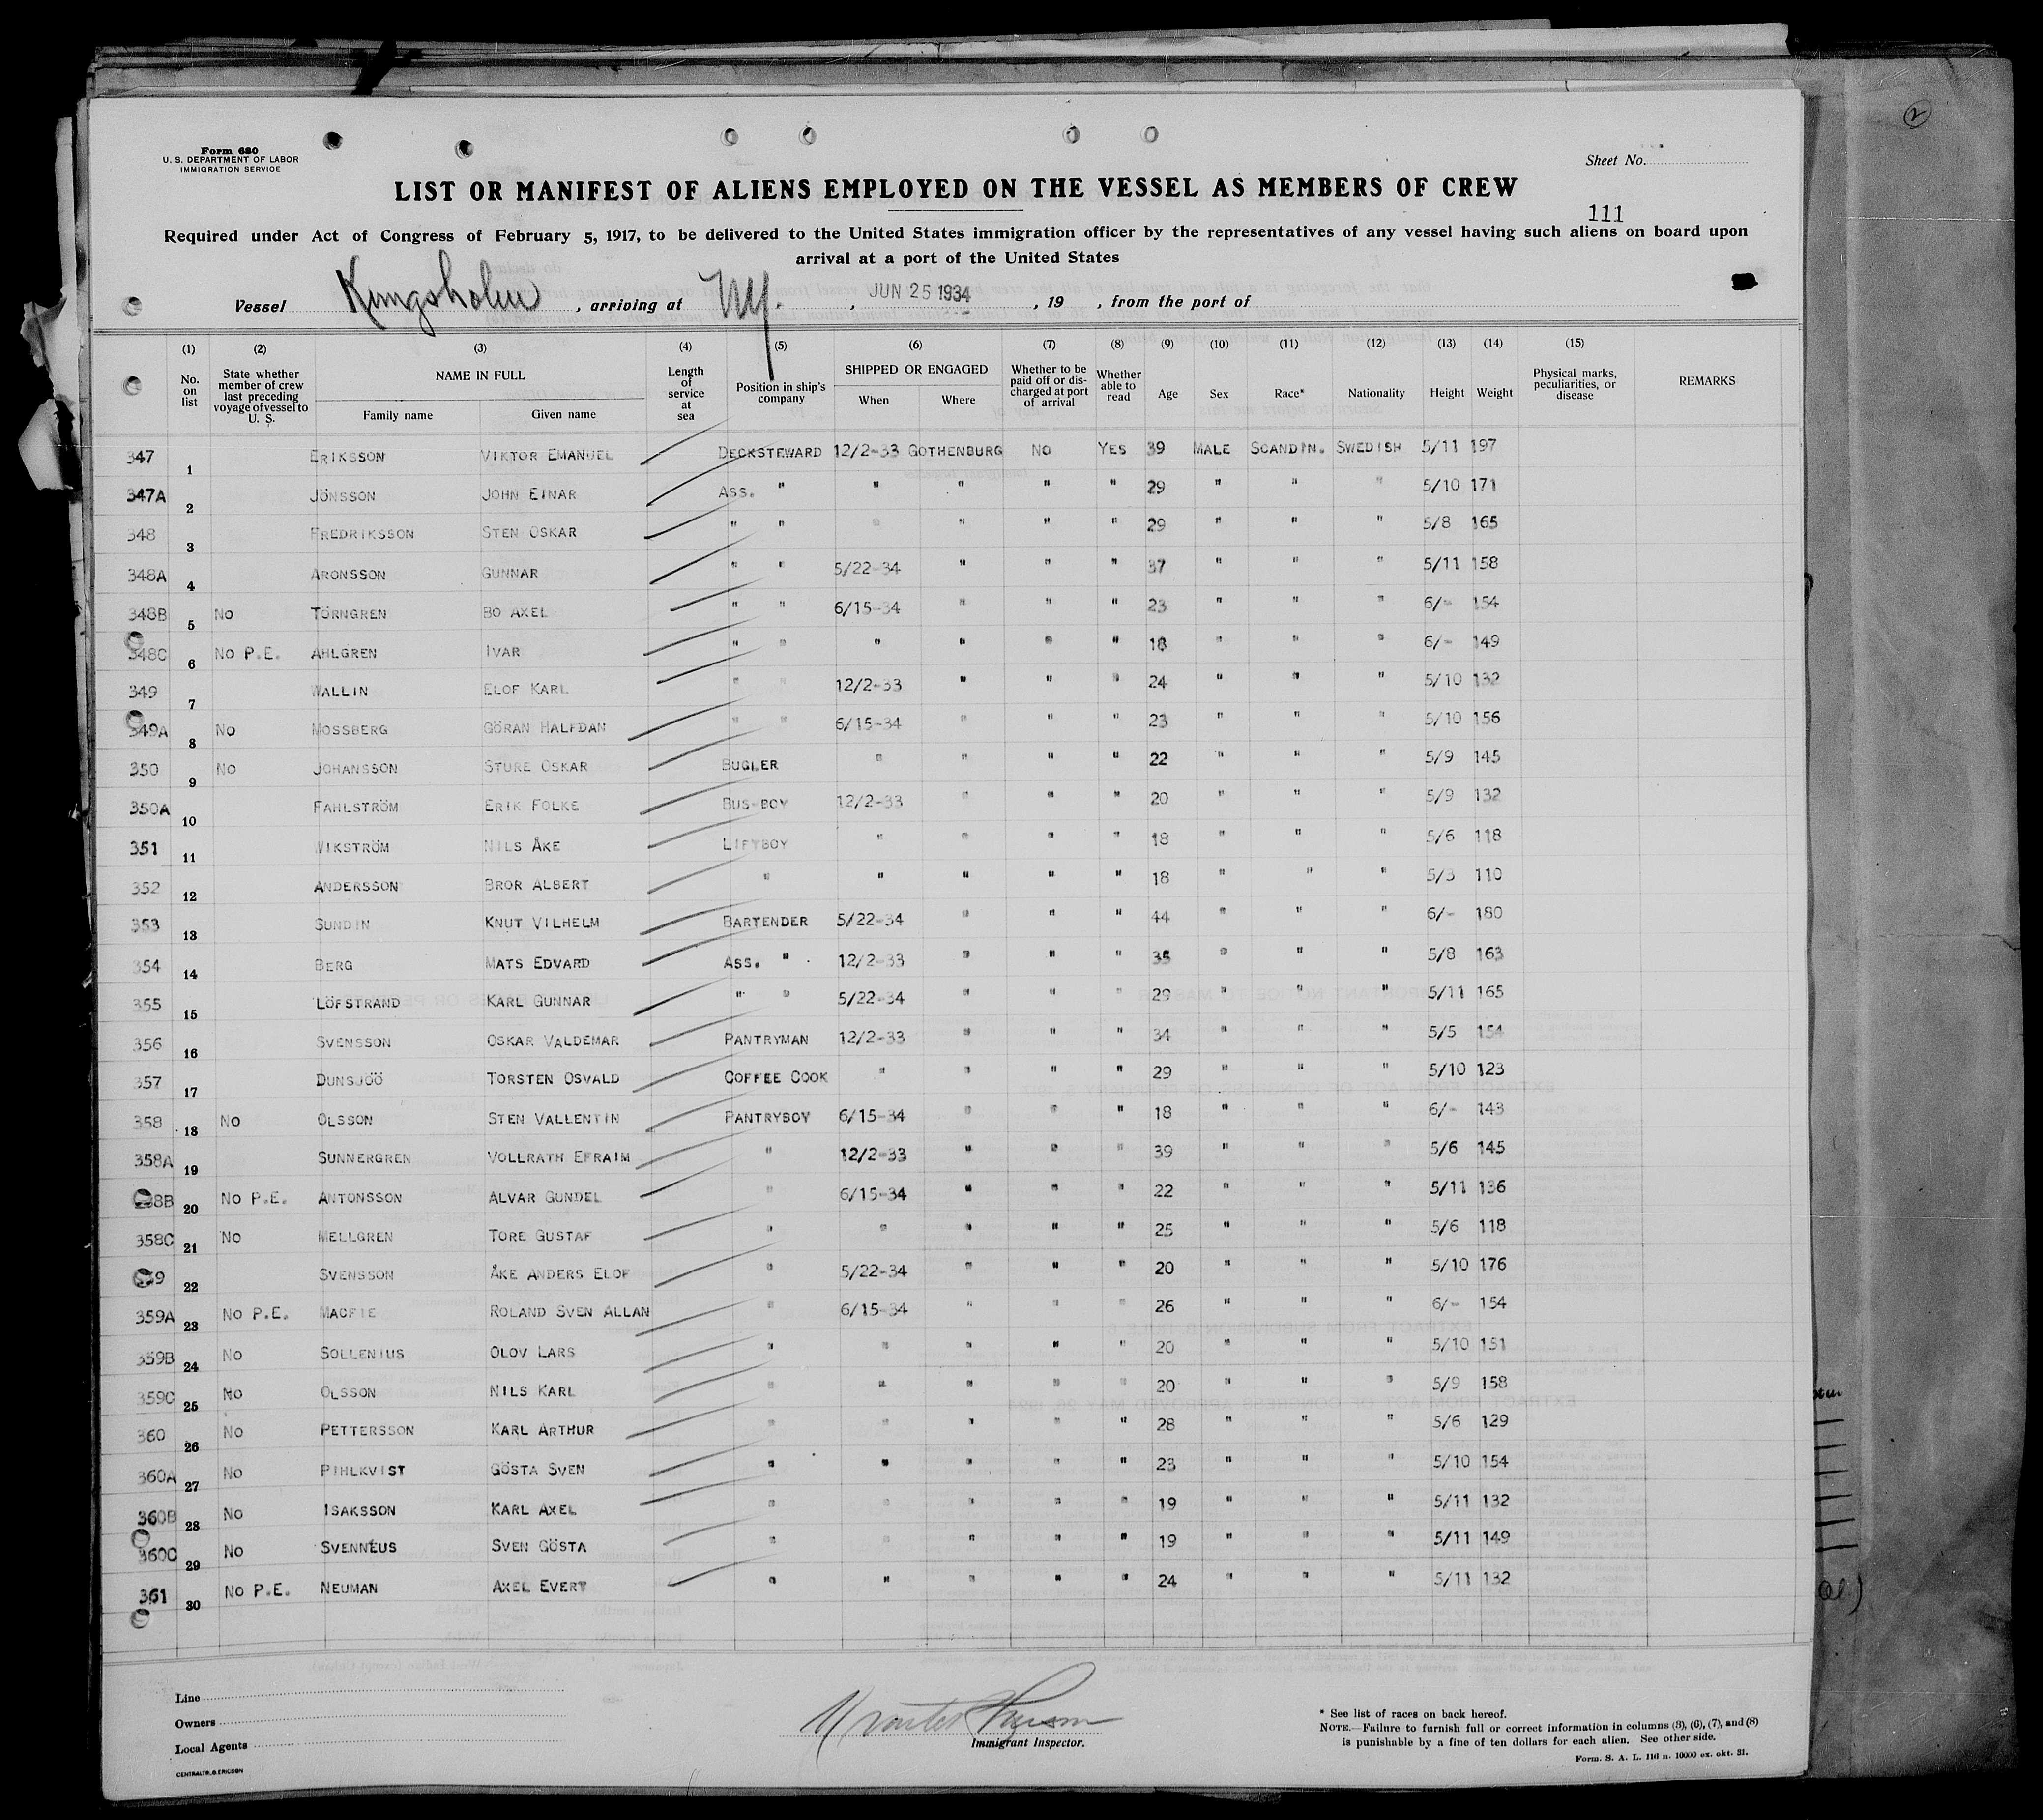 Form 680
U. S. DEPARTMENT OF LABOR
IMMIGRATION SERVICE
Sheet No.
LIST OR MANIFEST OF ALIENS EMPLOYED ON THE VESSEL AS MEMBERS OF CREW
111
Required under Act of Congress of February 5, 1917, to be delivered to the United States immigration officer by the representatives of any vessel having such aliens on board upon
arrival at a port of the United States
Vessel Kungsholm , arriving at NY. , JUN 25 1934 , 19 , from the port of
(1) (2) (3) (4) (5) (6) (7) (8) (9) (10) (11) (12) (13) (14) (15)
No. on list State whether member of crew last preceding voyage of vessel to U. S. NAME IN FULL Family name Given name Length of service at sea Position in ship's company SHIPPED OR ENGAGED When Where Whether to be paid off or discharged at port of arrival Whether able to read Age Sex Race* Nationality Height Weight Physical marks, peculiarities, or disease REMARKS
347 1 ERIKSSON VIKTOR EMANUEL DECKSTEWARD 12/2-33 GOTHENBURG NO YES 39 MALE SCANDIN. SWEDISH 5/11 197
347A 2 JÖNSSON JOHN EINAR ASS. " " " " " 29 " " " 5/10 171
348 3 FREDRIKSSON STEN OSKAR " " " " " " 29 " " " 5/8 165
348A 4 ARONSSON GUNNAR " " 5/22-34 " " " 37 " " " 5/11 158
348B 5 NO TÖRNGREN BO AXEL " " 6/15-34 " " " 23 " " " 6/- 154
348C 6 NO P.E. AHLGREN IVAR " " " " " " 18 " " " 6/- 149
349 7 WALLIN ELOF KARL " " 12/2-33 " " " 24 " " " 5/10 132
349A 8 NO MOSSBERG GÖRAN HALFDAN " " 6/15-34 " " " 23 " " " 5/10 156
350 9 NO JOHANSSON STURE OSKAR BUGLER " " " " 22 " " " 5/9 145
350A 10 FAHLSTRÖM ERIK FOLKE BUS-BOY 12/2-33 " " " 20 " " " 5/9 132
351 11 WIKSTRÖM NILS ÅKE LIFTBOY " " " " 18 " " " 5/6 118
352 12 ANDERSSON BROR ALBERT " " " " " 18 " " " 5/3 110
353 13 SUNDIN KNUT VILHELM BARTENDER 5/22-34 " " " 44 " " " 6/- 180
354 14 BERG MATS EDVARD ASS. " 12/2-33 " " " 35 " " " 5/8 163
355 15 LÖFSTRAND KARL GUNNAR " " 5/22-34 " " " 29 " " " 5/11 165
356 16 SVENSSON OSKAR VALDEMAR PANTRYMAN 12/2-33 " " " 34 " " " 5/5 154
357 17 DUNSJÖÖ TORSTEN OSVALD COFFEE COOK " " " " 29 " " " 5/10 123
358 18 NO OLSSON STEN VALLENTIN PANTRYBOY 6/15-34 " " " 18 " " " 6/- 143
358A 19 SUNNERGREN VOLLRATH EFRAIM " 12/2-33 " " " 39 " " " 5/6 145
358B 20 NO P.E. ANTONSSON ALVAR GUNDEL " 6/15-34 " " " 22 " " " 5/11 136
358C 21 NO MELLGREN TORE GUSTAF " " " " " 25 " " " 5/6 118
359 22 SVENSSON ÅKE ANDERS ELOF " 5/22-34 " " " 20 " " " 5/10 176
359A 23 NO P.E. MACFIE ROLAND SVEN ALLAN " 6/15-34 " " " 26 " " " 6/- 154
359B 24 NO SOLLENIUS OLOV LARS " " " " " 20 " " " 5/10 151
359C 25 NO OLSSON NILS KARL " " " " " 20 " " " 5/9 158
360 26 NO PETTERSSON KARL ARTHUR " " " " " 28 " " " 5/6 129
360A 27 NO PIHLKVIST GÖSTA SVEN " " " " " 23 " " " 5/10 154
360B 28 NO ISAKSSON KARL AXEL " " " " " 19 " " " 5/11 132
360C 29 NO SVENNÉUS SVEN GÖSTA " " " " " 19 " " " 5/11 149
361 30 NO P.E. NEUMAN AXEL EVERT " " " " " 24 " " " 5/11 132
Line
Owners
Local Agents
CENTRALTR. G. ERICSON
Immigrant Inspector.
* See list of races on back hereof.
NOTE.—Failure to furnish full or correct information in columns (3), (6), (7), and (8)
is punishable by a fine of ten dollars for each alien. See other side.
Form. S. A. L. 116 n. 10000 ex. okt. 31.